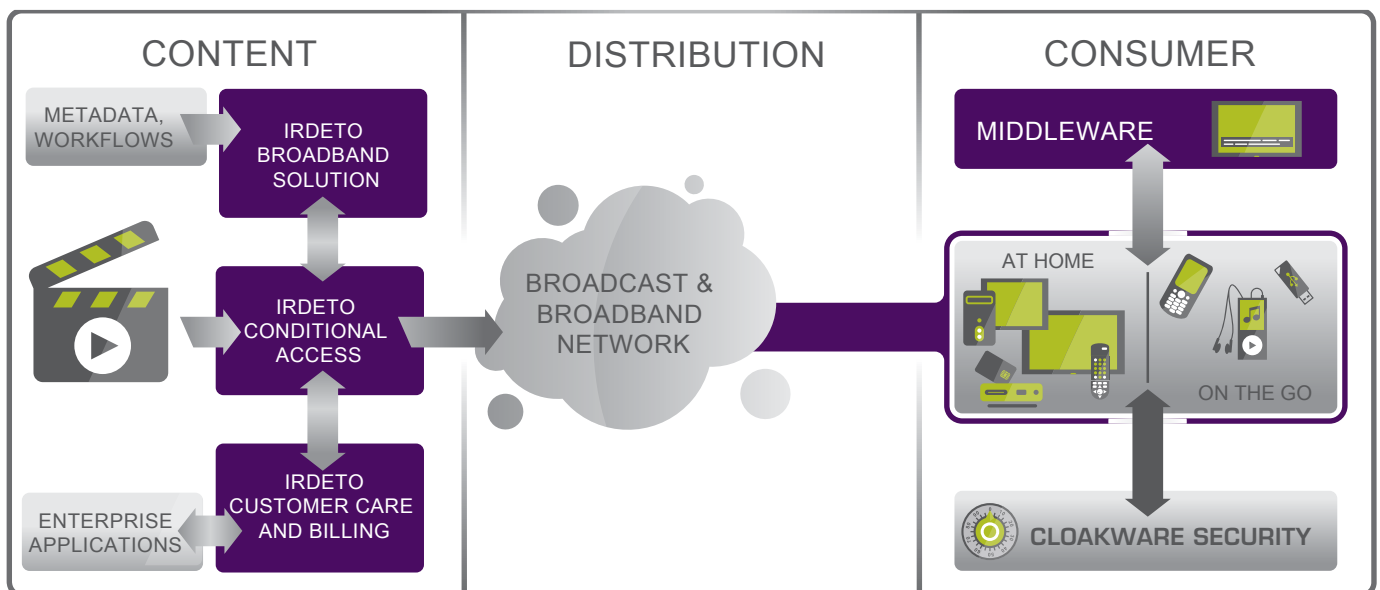 CONTENT
METADATA,
WORKFLOWS
IRDETO
BROADBAND
SOLUTION
IRDETO
CONDITIONAL
ACCESS
IRDETO
CUSTOMER CARE
AND BILLING
ENTERPRISE
APPLICATIONS
DISTRIBUTION
BROADCAST &
BROADBAND
NETWORK
CONSUMER
MIDDLEWARE
AT HOME
ON THE GO
CLOAKWARE SECURITY